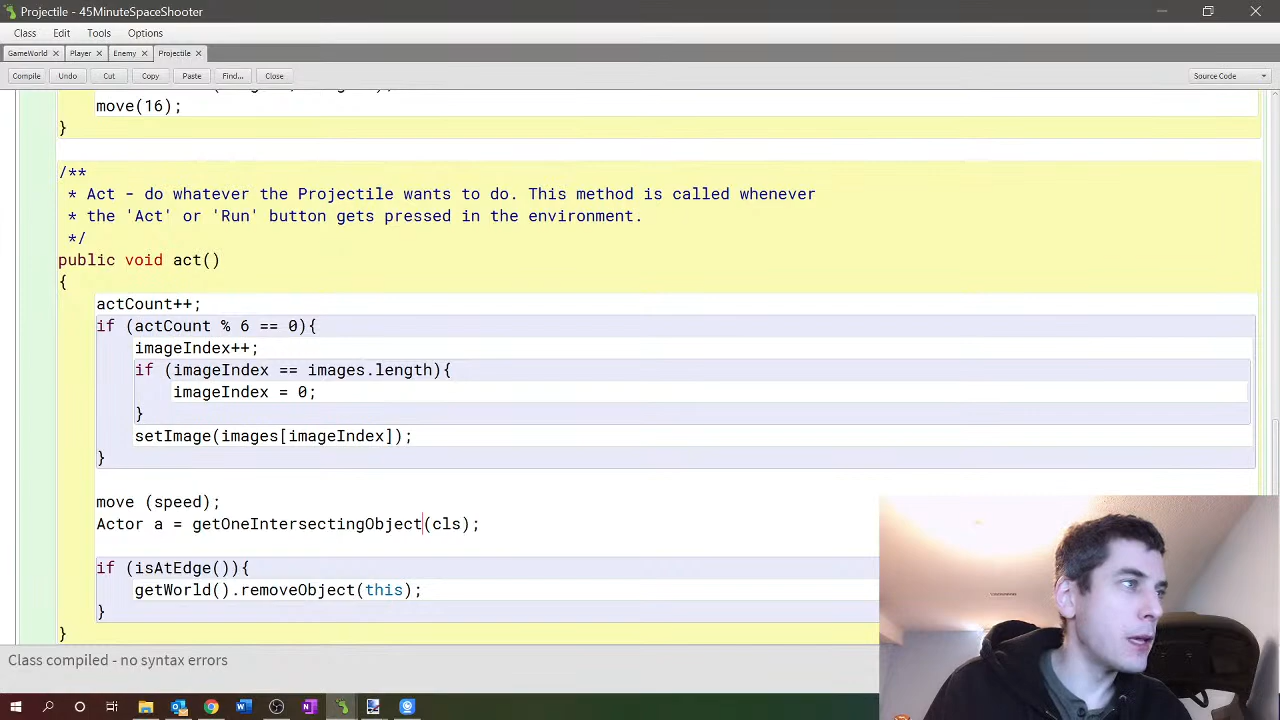 Projectile - 45MinuteSpaceShooter
Class Edit Tools Options
GameWorld × Player × Enemy × Projectile ×
Compile Undo Cut Copy Paste Find... Close Source Code
move(16);
}
/**
* Act - do whatever the Projectile wants to do. This method is called whenever
* the 'Act' or 'Run' button gets pressed in the environment.
*/
public void act()
{
actCount++;
if (actCount % 6 == 0){
imageIndex++;
if (imageIndex == images.length){
imageIndex = 0;
}
setImage(images[imageIndex]);
}
move (speed);
Actor a = getOneIntersectingObject(cls);
if (isAtEdge()){
getWorld().removeObject(this);
}
}
Class compiled - no syntax errors